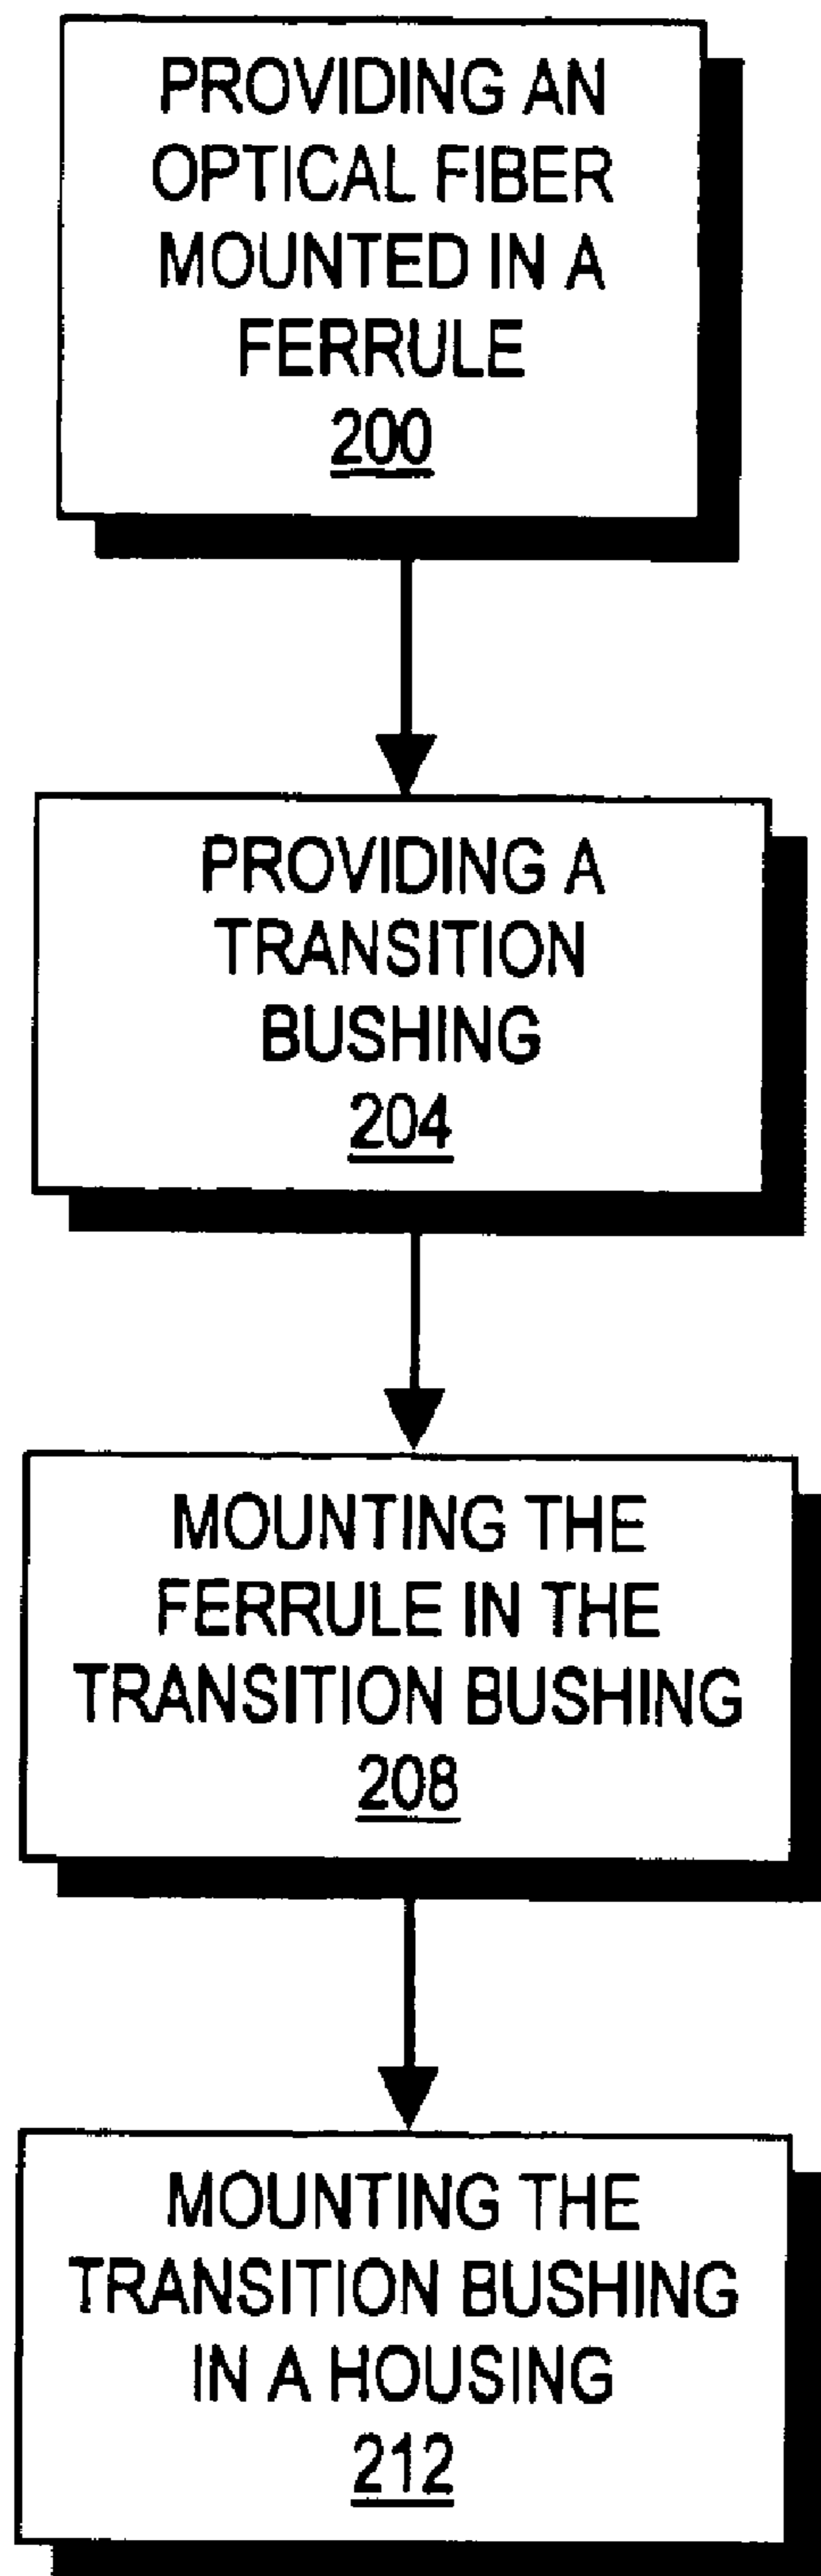 PROVIDING AN
OPTICAL FIBER
MOUNTED IN A
FERRULE
200
PROVIDING A
TRANSITION
BUSHING
204
MOUNTING THE
FERRULE IN THE
TRANSITION BUSHING
208
MOUNTING THE
TRANSITION BUSHING
IN A HOUSING
212